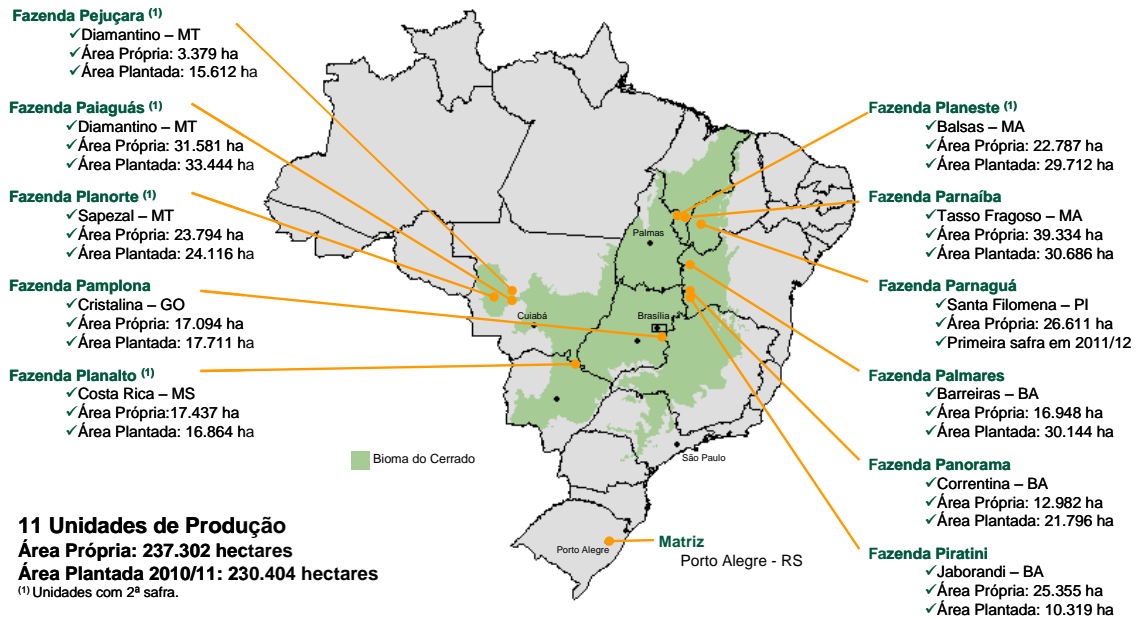 Fazenda Pejuçara (1)
✓Diamantino – MT
✓Área Própria: 3.379 ha
✓Área Plantada: 15.612 ha
Fazenda Paiaguás (1)
✓Diamantino – MT
✓Área Própria: 31.581 ha
✓Área Plantada: 33.444 ha
Fazenda Planorte (1)
✓Sapezal – MT
✓Área Própria: 23.794 ha
✓Área Plantada: 24.116 ha
Fazenda Pamplona
✓Cristalina – GO
✓Área Própria: 17.094 ha
✓Área Plantada: 17.711 ha
Fazenda Planalto (1)
✓Costa Rica – MS
✓Área Própria:17.437 ha
✓Área Plantada: 16.864 ha
11 Unidades de Produção
Área Própria: 237.302 hectares
Área Plantada 2010/11: 230.404 hectares
(1) Unidades com 2ª safra.
Palmas
Cuiabá
Brasília
Bioma do Cerrado
São Paulo
Porto Alegre
Matriz
Porto Alegre - RS
Fazenda Planeste (1)
✓Balsas – MA
✓Área Própria: 22.787 ha
✓Área Plantada: 29.712 ha
Fazenda Parnaíba
✓Tasso Fragoso – MA
✓Área Própria: 39.334 ha
✓Área Plantada: 30.686 ha
Fazenda Parnaguá
✓Santa Filomena – PI
✓Área Própria: 26.611 ha
✓Primeira safra em 2011/12
Fazenda Palmares
✓Barreiras – BA
✓Área Própria: 16.948 ha
✓Área Plantada: 30.144 ha
Fazenda Panorama
✓Correntina – BA
✓Área Própria: 12.982 ha
✓Área Plantada: 21.796 ha
Fazenda Piratini
✓Jaborandi – BA
✓Área Própria: 25.355 ha
✓Área Plantada: 10.319 ha